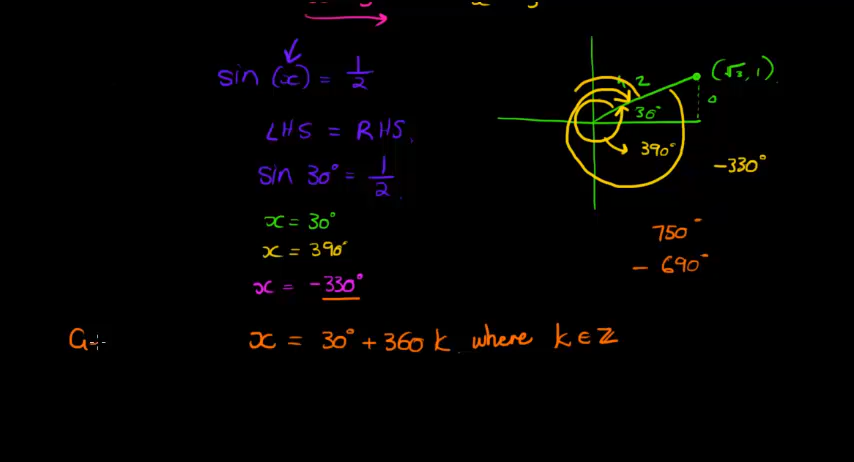 sin (x) = 1/2
LHS = RHS.
sin 30° = 1/2.
x = 30°
x = 390°
x = -330°
G
x = 30° + 360 k. where k ∈ ℤ
(√3, 1)
2
30°
390°
-330°
750°
- 690°